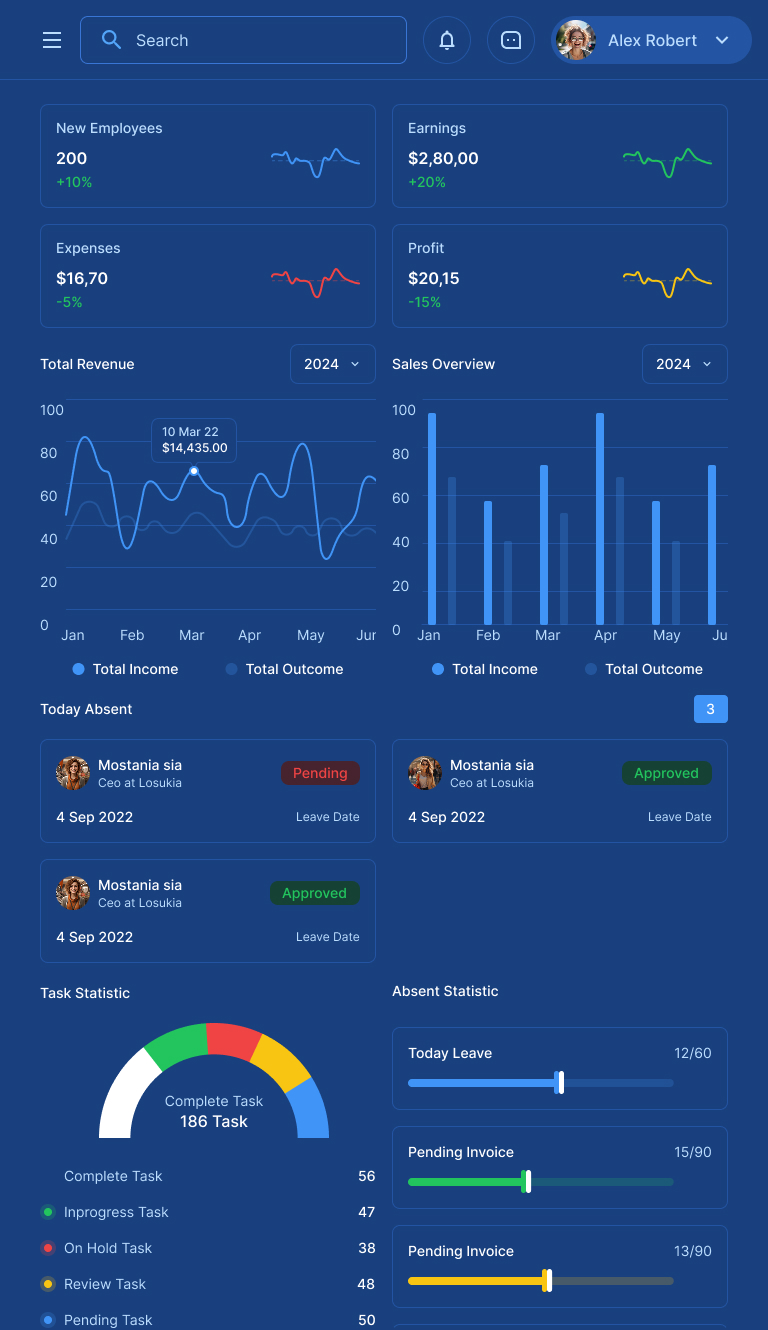 Search
Alex Robert
New Employees
200
+10%
Earnings
$2,80,00
+20%
Expenses
$16,70
-5%
Profit
$20,15
-15%
Total Revenue
2024
100
80
60
40
20
0
10 Mar 22
$14,435.00
Jan Feb Mar Apr May Jun
Total Income Total Outcome
Sales Overview
2024
100
80
60
40
20
0
Jan Feb Mar Apr May Ju
Total Income Total Outcome
Today Absent
3
Mostania sia
Ceo at Losukia
Pending
4 Sep 2022
Leave Date
Mostania sia
Ceo at Losukia
Approved
4 Sep 2022
Leave Date
Mostania sia
Ceo at Losukia
Approved
4 Sep 2022
Leave Date
Task Statistic
Complete Task
186 Task
Complete Task 56
Inprogress Task 47
On Hold Task 38
Review Task 48
Pending Task 50
Absent Statistic
Today Leave 12/60
Pending Invoice 15/90
Pending Invoice 13/90